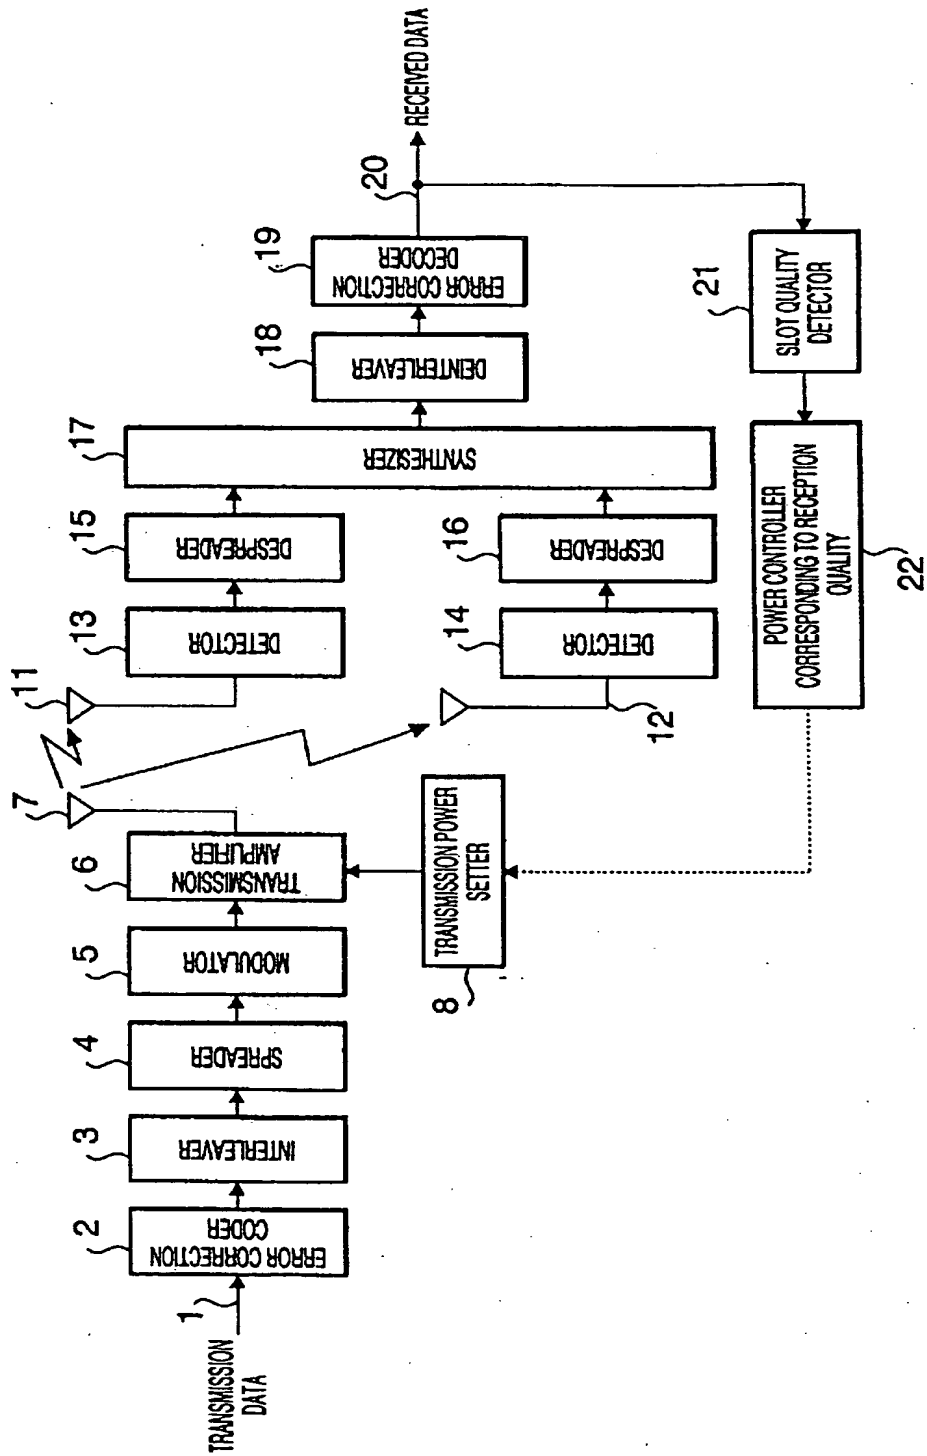 TRANSMISSION
DATA
1
2
ERROR CORRECTION
CODER
3
INTERLEAVER
4
SPREADER
5
MODULATOR
6
TRANSMISSION
AMPLIFIER
7
8
TRANSMISSION POWER
SETTER
11
12
13
DETECTOR
14
DETECTOR
15
DESPREADER
16
DESPREADER
17
SYNTHESIZER
18
DEINTERLEAVER
19
ERROR CORRECTION
DECODER
20
RECEIVED DATA
21
SLOT QUALITY
DETECTOR
POWER CONTROLLER
CORRESPONDING TO RECEPTION
QUALITY
22